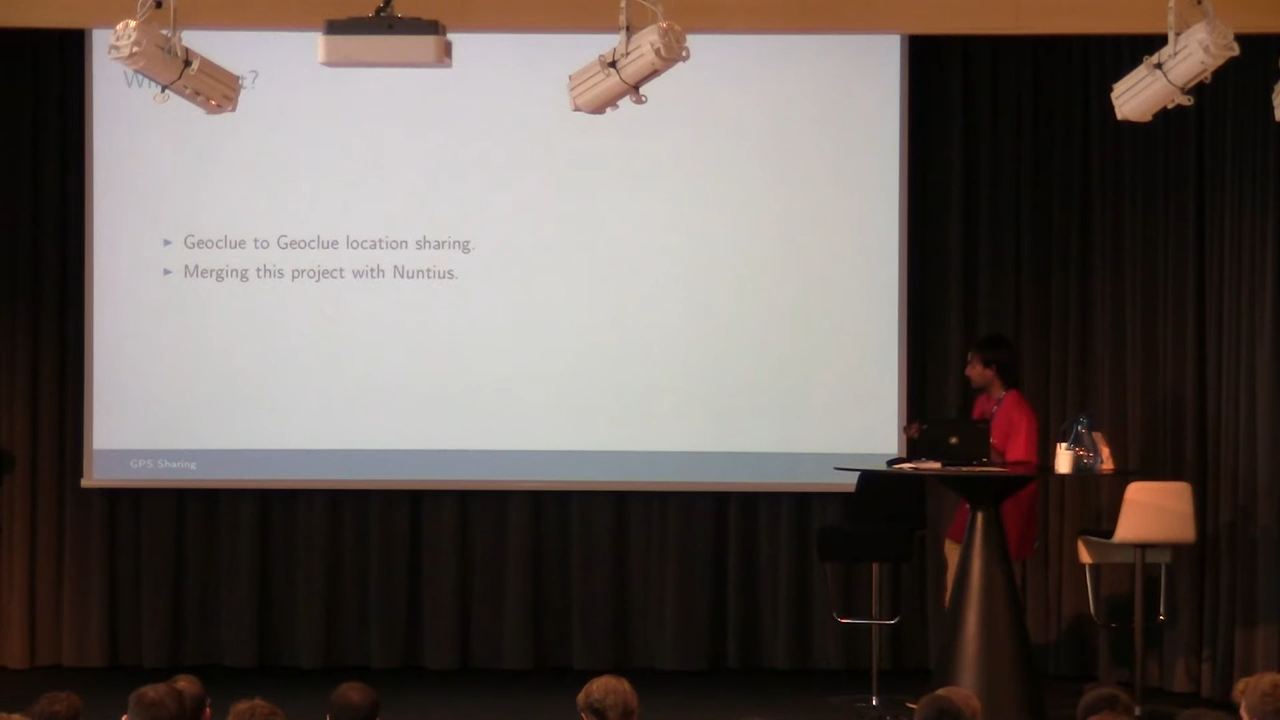 Geoclue to Geoclue location sharing.
Merging this project with Nuntius.
GPS Sharing